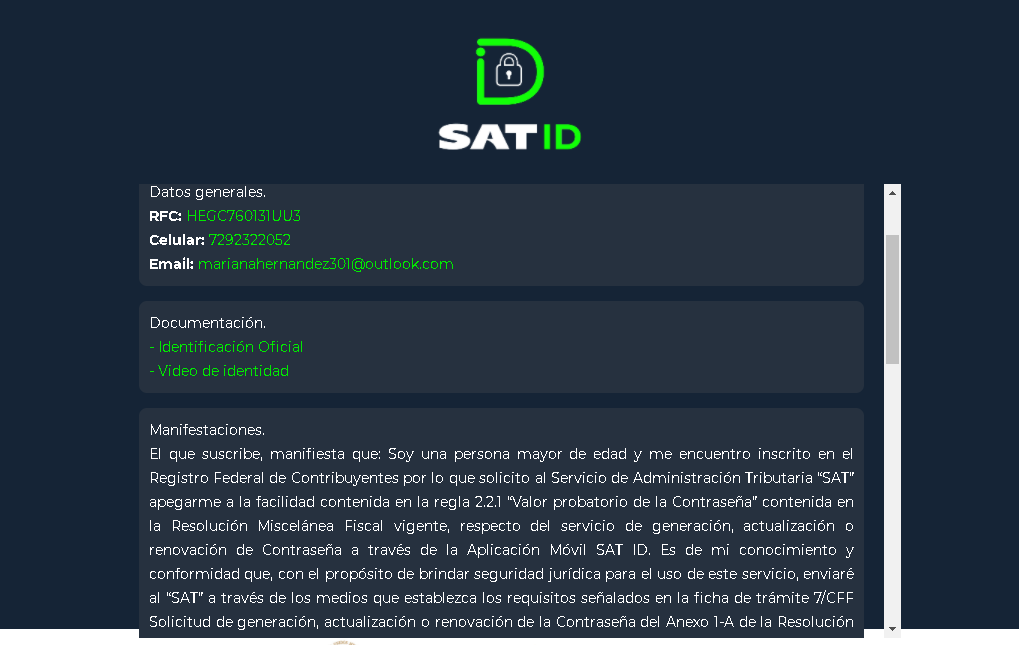 SAT ID
Datos generales.
RFC: HEGC760131UU3
Celular: 7292322052
Email: marianahernandez301@outlook.com
Documentación.
- Identificación Oficial
- Video de identidad
Manifestaciones.
El que suscribe, manifiesta que: Soy una persona mayor de edad y me encuentro inscrito en el
Registro Federal de Contribuyentes por lo que solicito al Servicio de Administración Tributaria “SAT”
apegarme a la facilidad contenida en la regla 2.2.1 “Valor probatorio de la Contraseña” contenida en
la Resolución Miscelánea Fiscal vigente, respecto del servicio de generación, actualización o
renovación de Contraseña a través de la Aplicación Móvil SAT ID. Es de mi conocimiento y
conformidad que, con el propósito de brindar seguridad jurídica para el uso de este servicio, enviaré
al “SAT” a través de los medios que establezca los requisitos señalados en la ficha de trámite 7/CFF
Solicitud de generación, actualización o renovación de la Contraseña del Anexo 1-A de la Resolución